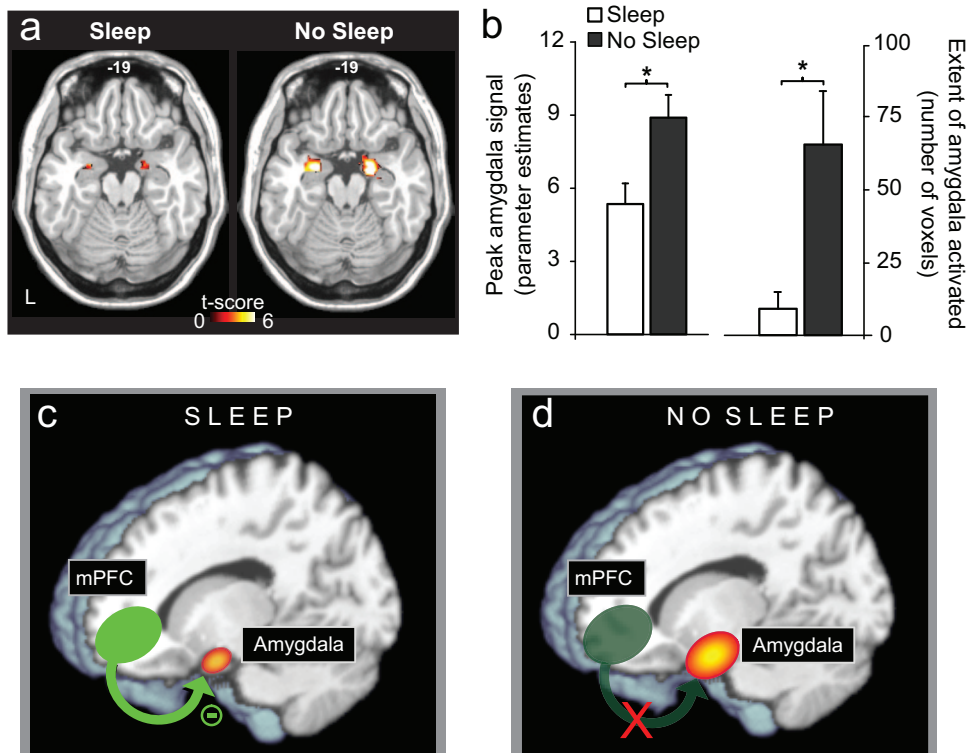 a
Sleep
No Sleep
-19
-19
L
t-score
0
6
b
Sleep
No Sleep
12
9
6
3
0
Peak amygdala signal
(parameter estimates)
*
*
100
75
50
25
0
Extent of amygdala activated
(number of voxels)
c
SLEEP
mPFC
Amygdala
d
NO SLEEP
mPFC
Amygdala
X